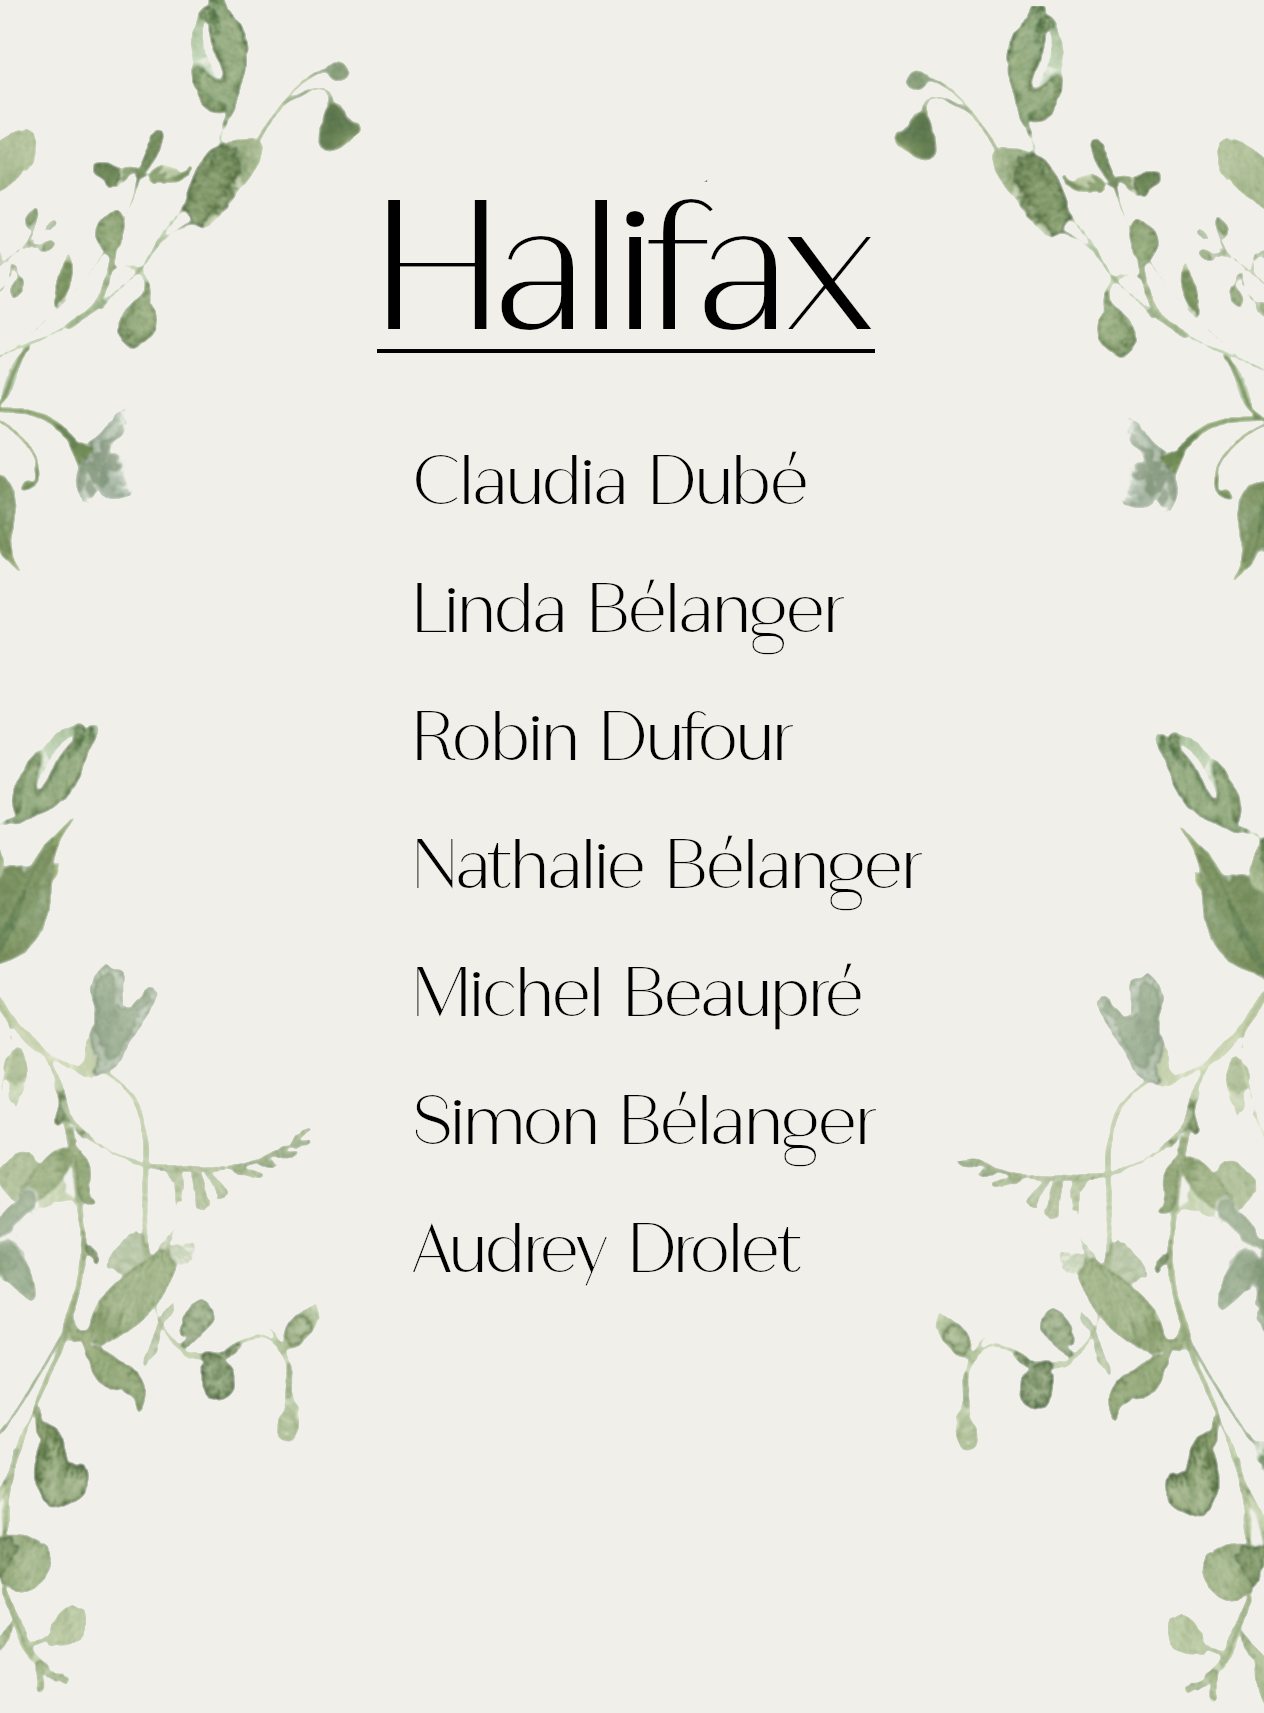 Halifax
Claudia Dubé
Linda Bélanger
Robin Dufour
Nathalie Bélanger
Michel Beaupré
Simon Bélanger
Audrey Drolet